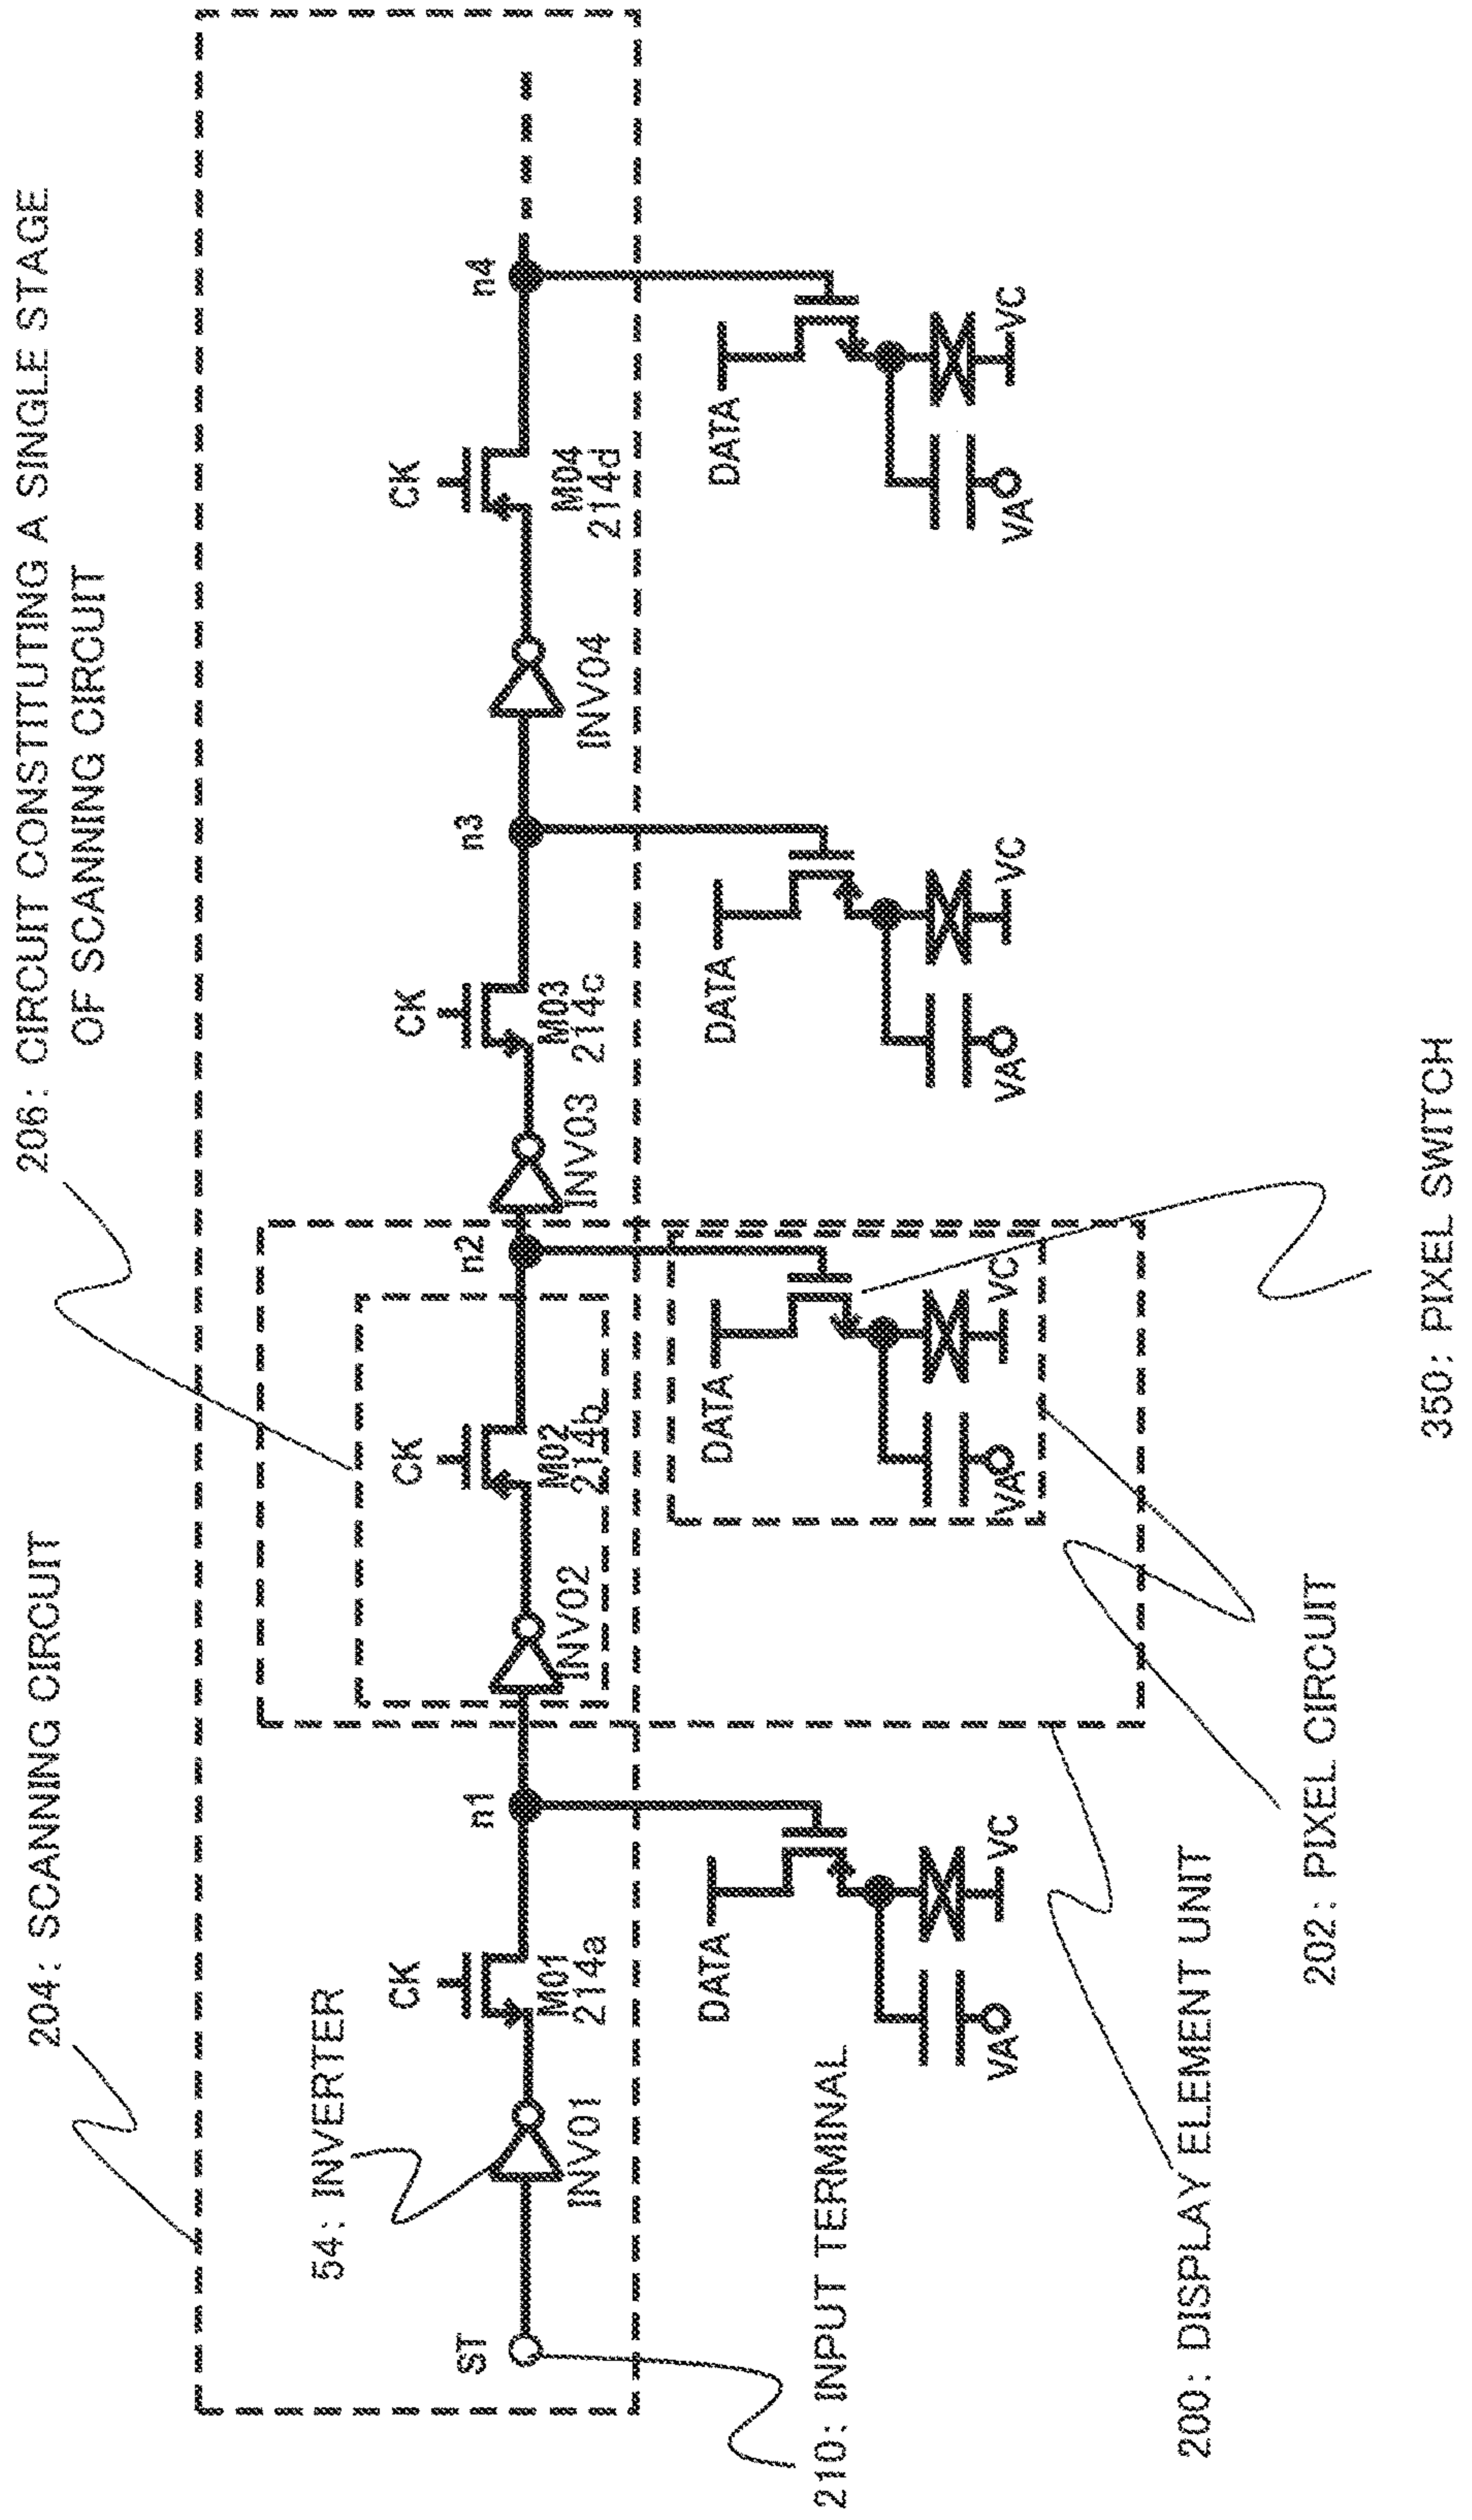 206: CIRCUIT CONSTITUTING A SINGLE STAGE
OF SCANNING CIRCUIT
204: SCANNING CIRCUIT
54: INVERTER
CK
CK
CK
CK
ST
n1
n2
n3
n4
INV01
M01
214a
INV02
M02
214b
INV03
M03
214c
INV04
M04
214d
DATA
DATA
DATA
DATA
VA
VC
VA
VC
VA
VC
VA
VC
210: INPUT TERMINAL
200: DISPLAY ELEMENT UNIT
202: PIXEL CIRCUIT
350: PIXEL SWITCH